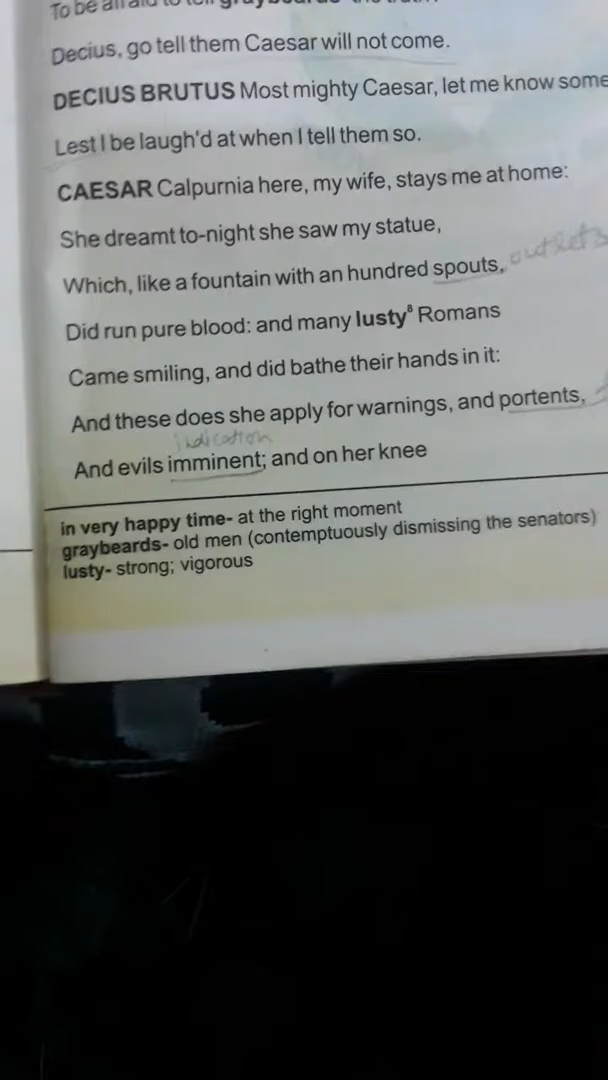 To be afraid to tell graybeards the truth?
Decius, go tell them Caesar will not come.
DECIUS BRUTUS Most mighty Caesar, let me know some
Lest I be laugh'd at when I tell them so.
CAESAR Calpurnia here, my wife, stays me at home:
She dreamt to-night she saw my statue,
Which, like a fountain with an hundred spouts, outlets
Did run pure blood: and many lusty⁸ Romans
Came smiling, and did bathe their hands in it:
And these does she apply for warnings, and portents,
indication
And evils imminent; and on her knee
in very happy time- at the right moment
graybeards- old men (contemptuously dismissing the senators)
lusty- strong; vigorous